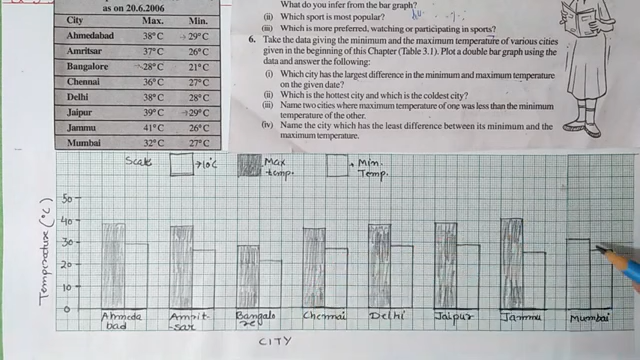 as on 20.6.2006
City Max. Min.
Ahmedabad 38°C 29°C
Amritsar 37°C 26°C
Bangalore 28°C 21°C
Chennai 36°C 27°C
Delhi 38°C 28°C
Jaipur 39°C 29°C
Jammu 41°C 26°C
Mumbai 32°C 27°C
What do you infer from the bar graph?
(ii) Which sport is most popular?
(iii) Which is more preferred, watching or participating in sports?
6. Take the data giving the minimum and the maximum temperature of various cities
given in the beginning of this Chapter (Table 3.1). Plot a double bar graph using the
data and answer the following:
(i) Which city has the largest difference in the minimum and maximum temperature
on the given date?
(ii) Which is the hottest city and which is the coldest city?
(iii) Name two cities where maximum temperature of one was less than the minimum
temperature of the other.
(iv) Name the city which has the least difference between its minimum and the
maximum temperature.
Scale → 10°C Max temp. Min. Temp.
Temperature (°C)
50
40
30
20
10
0
Ahmedabad Amrit-sar Bangalore Chennai Delhi Jaipur Jammu Mumbai
CITY